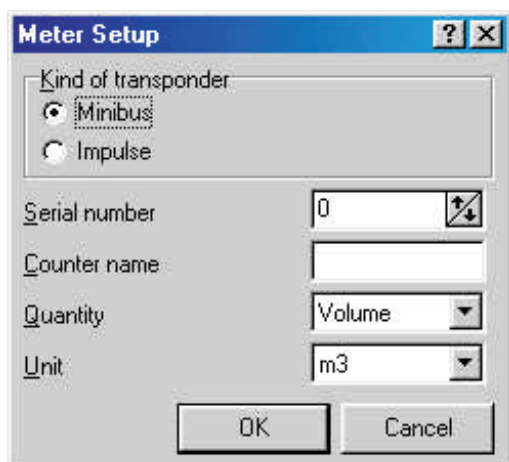 Meter Setup
Kind of transponder
Minibus
Impulse
Serial number 0
Counter name
Quantity Volume
Unit m3
OK Cancel